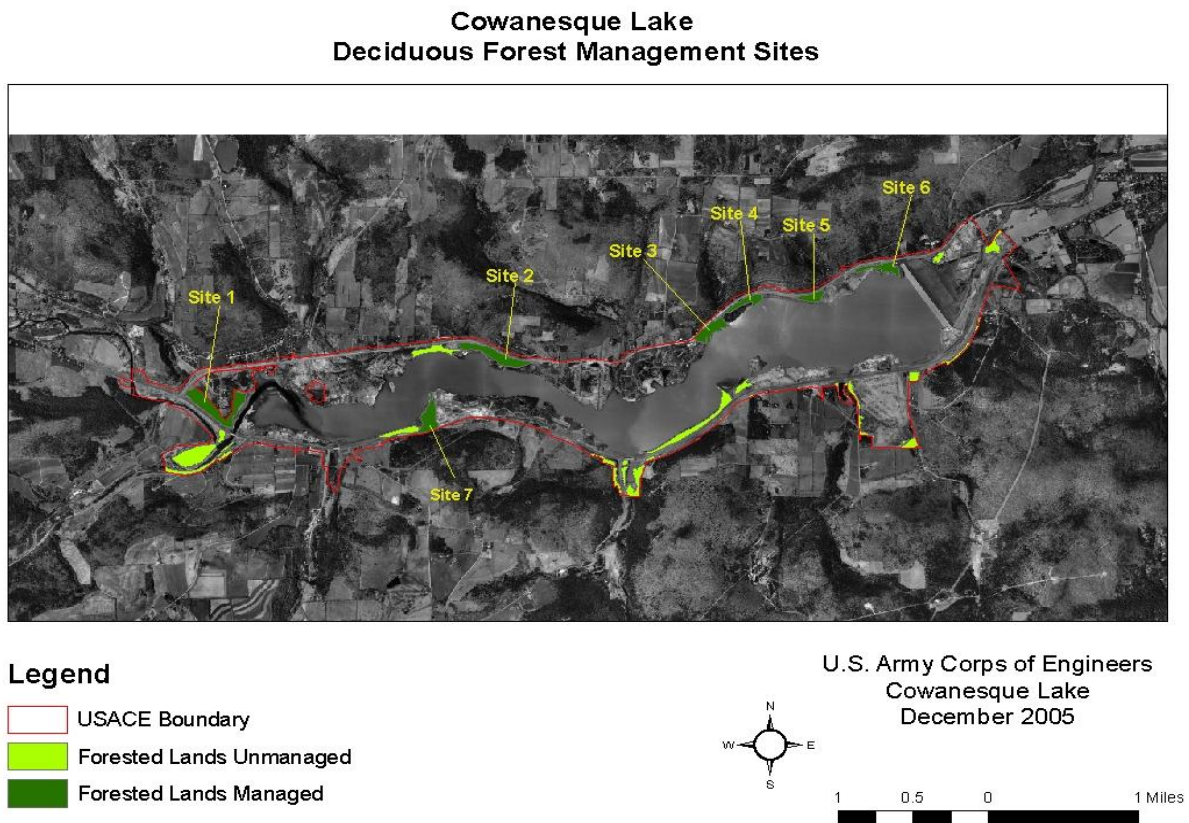 Cowanesque Lake
Deciduous Forest Management Sites
Site 6
Site 4
Site 5
Site 3
Site 2
Site 1
Site 7
Legend
USACE Boundary
Forested Lands Unmanaged
Forested Lands Managed
N
W
E
S
U.S. Army Corps of Engineers
Cowanesque Lake
December 2005
1 0.5 0 1 Miles